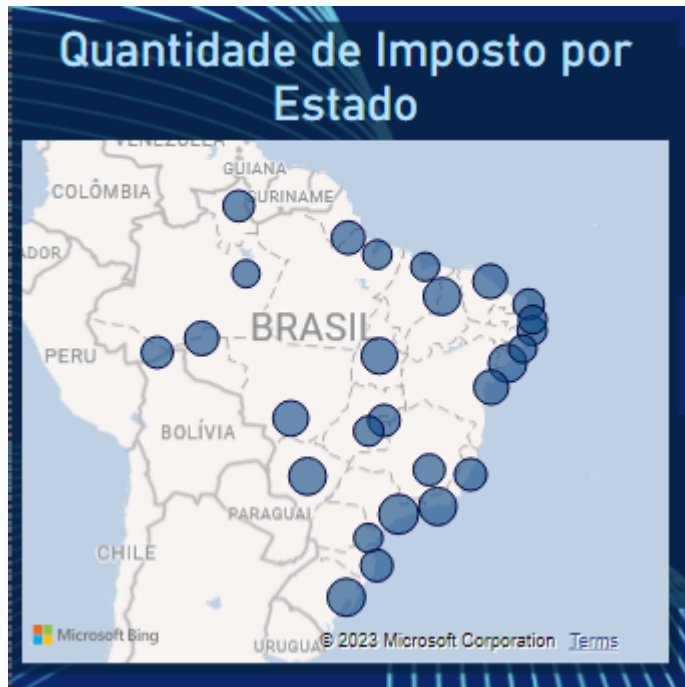 Quantidade de Imposto por
Estado
VENEZUELA
GUIANA
COLÔMBIA
SURINAME
BRASIL
PERU
BOLÍVIA
PARAGUAI
CHILE
Microsoft Bing
URUGUAI
© 2023 Microsoft Corporation Terms